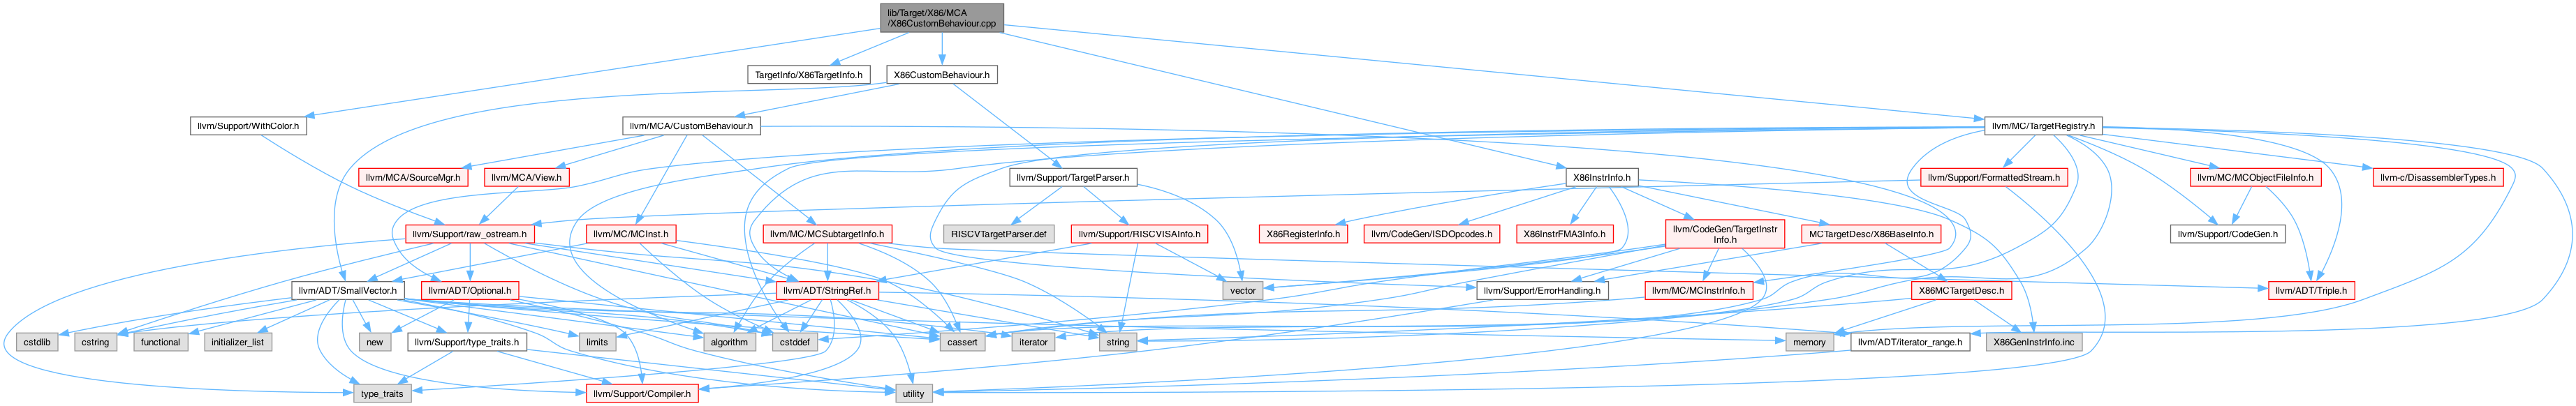 lib/Target/X86/MCA
/X86CustomBehaviour.cpp
TargetInfo/X86TargetInfo.h
X86CustomBehaviour.h
llvm/Support/WithColor.h
llvm/MCA/CustomBehaviour.h
llvm/MC/TargetRegistry.h
llvm/MCA/SourceMgr.h
llvm/MCA/View.h
llvm/Support/TargetParser.h
X86InstrInfo.h
llvm/Support/FormattedStream.h
llvm/MC/MCObjectFileInfo.h
llvm-c/DisassemblerTypes.h
llvm/Support/raw_ostream.h
llvm/MC/MCInst.h
llvm/MC/MCSubtargetInfo.h
RISCVTargetParser.def
llvm/Support/RISCVISAInfo.h
X86RegisterInfo.h
llvm/CodeGen/ISDOpcodes.h
X86InstrFMA3Info.h
llvm/CodeGen/TargetInstr
Info.h
MCTargetDesc/X86BaseInfo.h
llvm/Support/CodeGen.h
llvm/ADT/SmallVector.h
llvm/ADT/Optional.h
llvm/ADT/StringRef.h
vector
llvm/Support/ErrorHandling.h
llvm/MC/MCInstrInfo.h
X86MCTargetDesc.h
llvm/ADT/Triple.h
cstdlib
cstring
functional
initializer_list
new
llvm/Support/type_traits.h
limits
algorithm
cstddef
cassert
iterator
string
memory
llvm/ADT/iterator_range.h
X86GenInstrInfo.inc
type_traits
llvm/Support/Compiler.h
utility